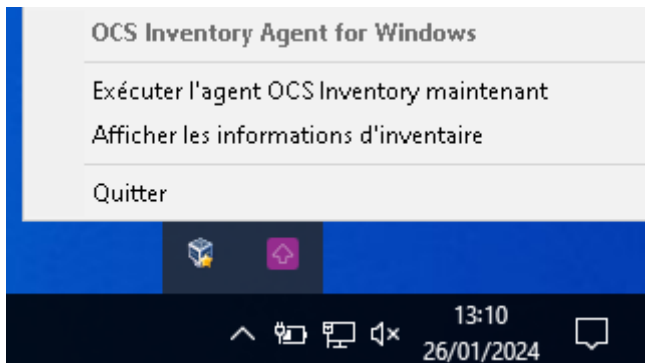 OCS Inventory Agent for Windows
Exécuter l'agent OCS Inventory maintenant
Afficher les informations d'inventaire
Quitter
13:10
26/01/2024